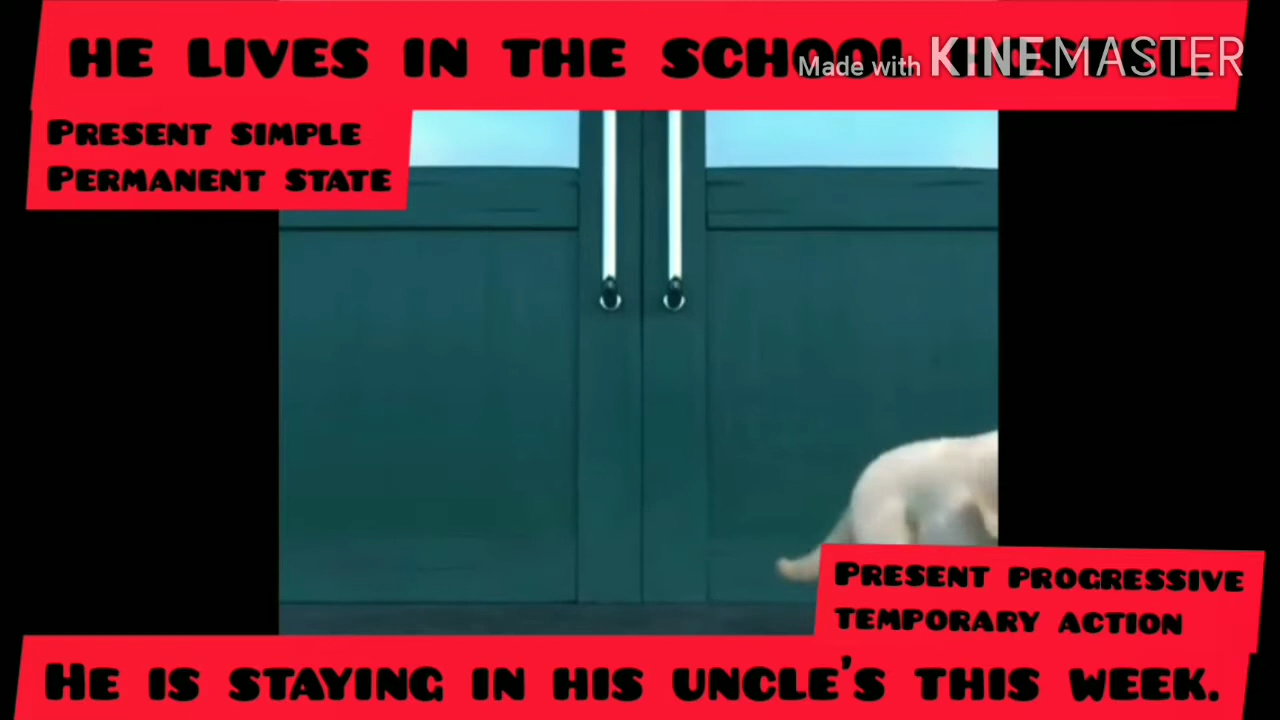 HE LIVES IN THE SCHOOL
Made with KINEMASTER
PRESENT SIMPLE
PERMANENT STATE
PRESENT PROGRESSIVE
TEMPORARY ACTION
HE IS STAYING IN HIS UNCLE'S THIS WEEK.